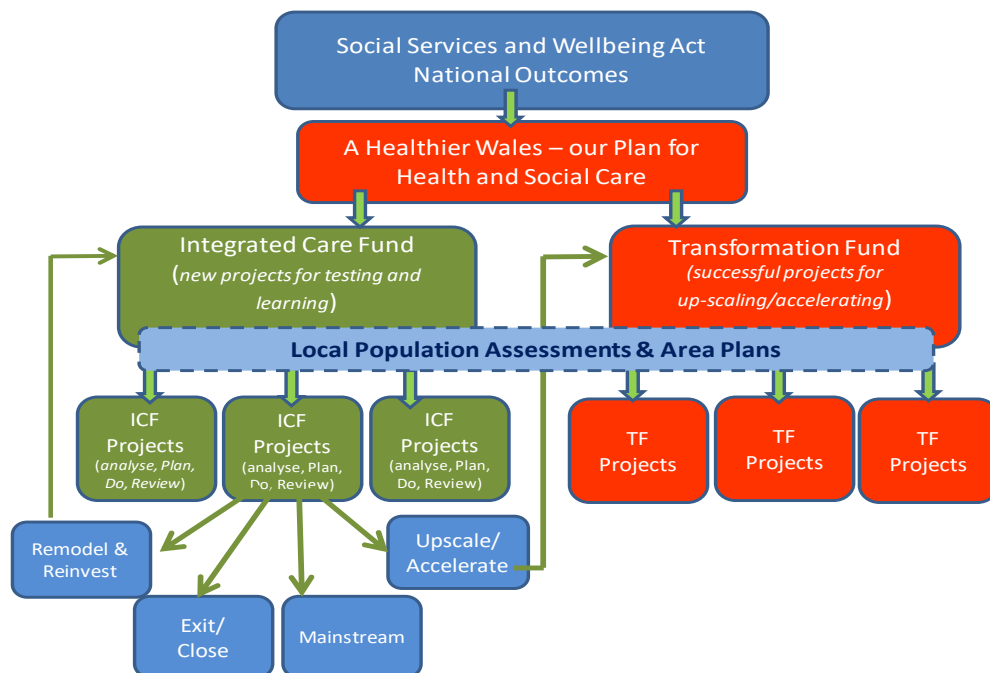 Social Services and Wellbeing Act
National Outcomes
A Healthier Wales – our Plan for
Health and Social Care
Integrated Care Fund
(new projects for testing and
learning)
Transformation Fund
(successful projects for
up-scaling/accelerating)
Local Population Assessments & Area Plans
ICF
Projects
(analyse, Plan,
Do, Review)
ICF
Projects
(analyse, Plan,
Do, Review)
ICF
Projects
(analyse, Plan,
Do, Review)
TF
Projects
TF
Projects
TF
Projects
Remodel &
Reinvest
Exit/
Close
Mainstream
Upscale/
Accelerate